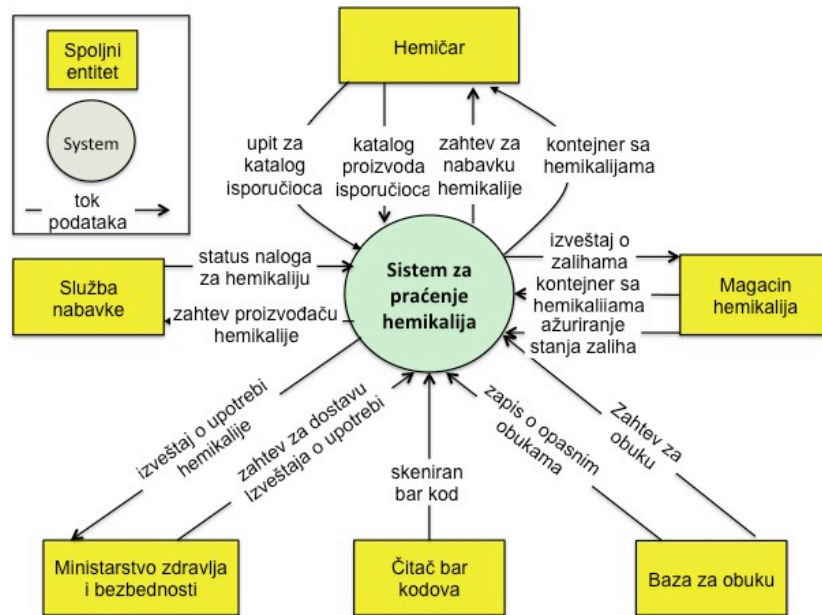 Spoljni
entitet
System
tok
podataka
Hemičar
upit za
katalog
isporučioca
katalog
proizvoda
isporučioca
zahtev za
nabavku
hemikalije
kontejner sa
hemikalijama
Služba
nabavke
status naloga
za hemikaliju
zahtev proizvođaču
hemikalije
Sistem za
praćenje
hemikalija
izveštaj o
zalihama
kontejner sa
hemikaliiama
ažuriranje
stanja zaliha
Magacin
hemikalija
izveštaj o upotrebi
hemikalije
zahtev za dostavu
Izveštaja o upotrebi
skeniran
bar kod
zapis o opasnim
obukama
Zahtev za
obuku
Ministarstvo zdravlja
i bezbednosti
Čitač bar
kodova
Baza za obuku